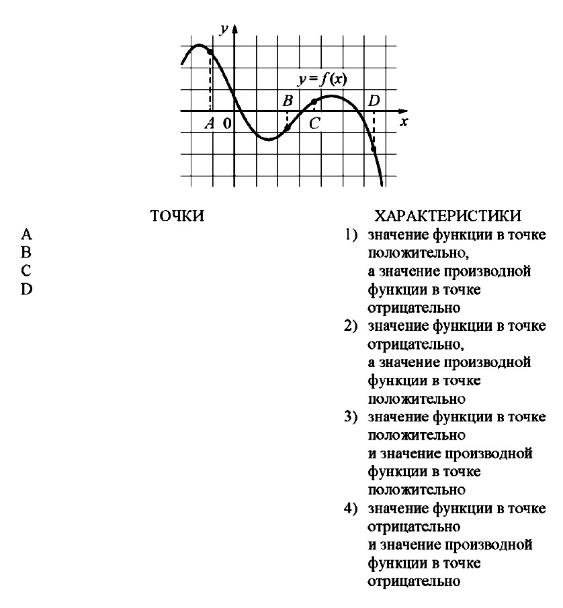 y
y = f(x)
B
D
A
0
C
x
ТОЧКИ
ХАРАКТЕРИСТИКИ
A
B
C
D
1) значение функции в точке
положительно,
а значение производной
функции в точке
отрицательно
2) значение функции в точке
отрицательно,
а значение производной
функции в точке
положительно
3) значение функции в точке
положительно
и значение производной
функции в точке
положительно
4) значение функции в точке
отрицательно
и значение производной
функции в точке
отрицательно